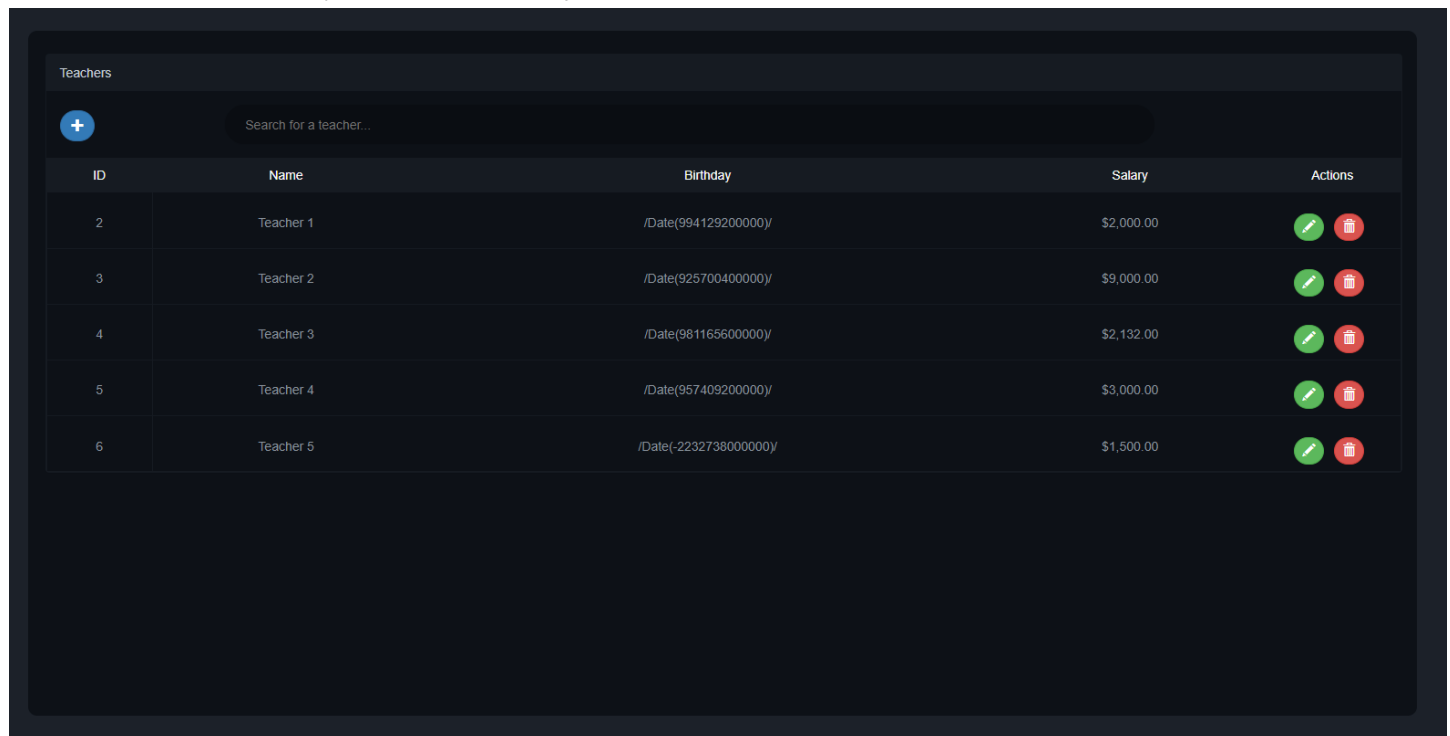 Teachers
Search for a teacher...
ID Name Birthday Salary Actions
2 Teacher 1 /Date(994129200000)/ $2,000.00
3 Teacher 2 /Date(925700400000)/ $9,000.00
4 Teacher 3 /Date(981165600000)/ $2,132.00
5 Teacher 4 /Date(957409200000)/ $3,000.00
6 Teacher 5 /Date(-2232738000000)/ $1,500.00